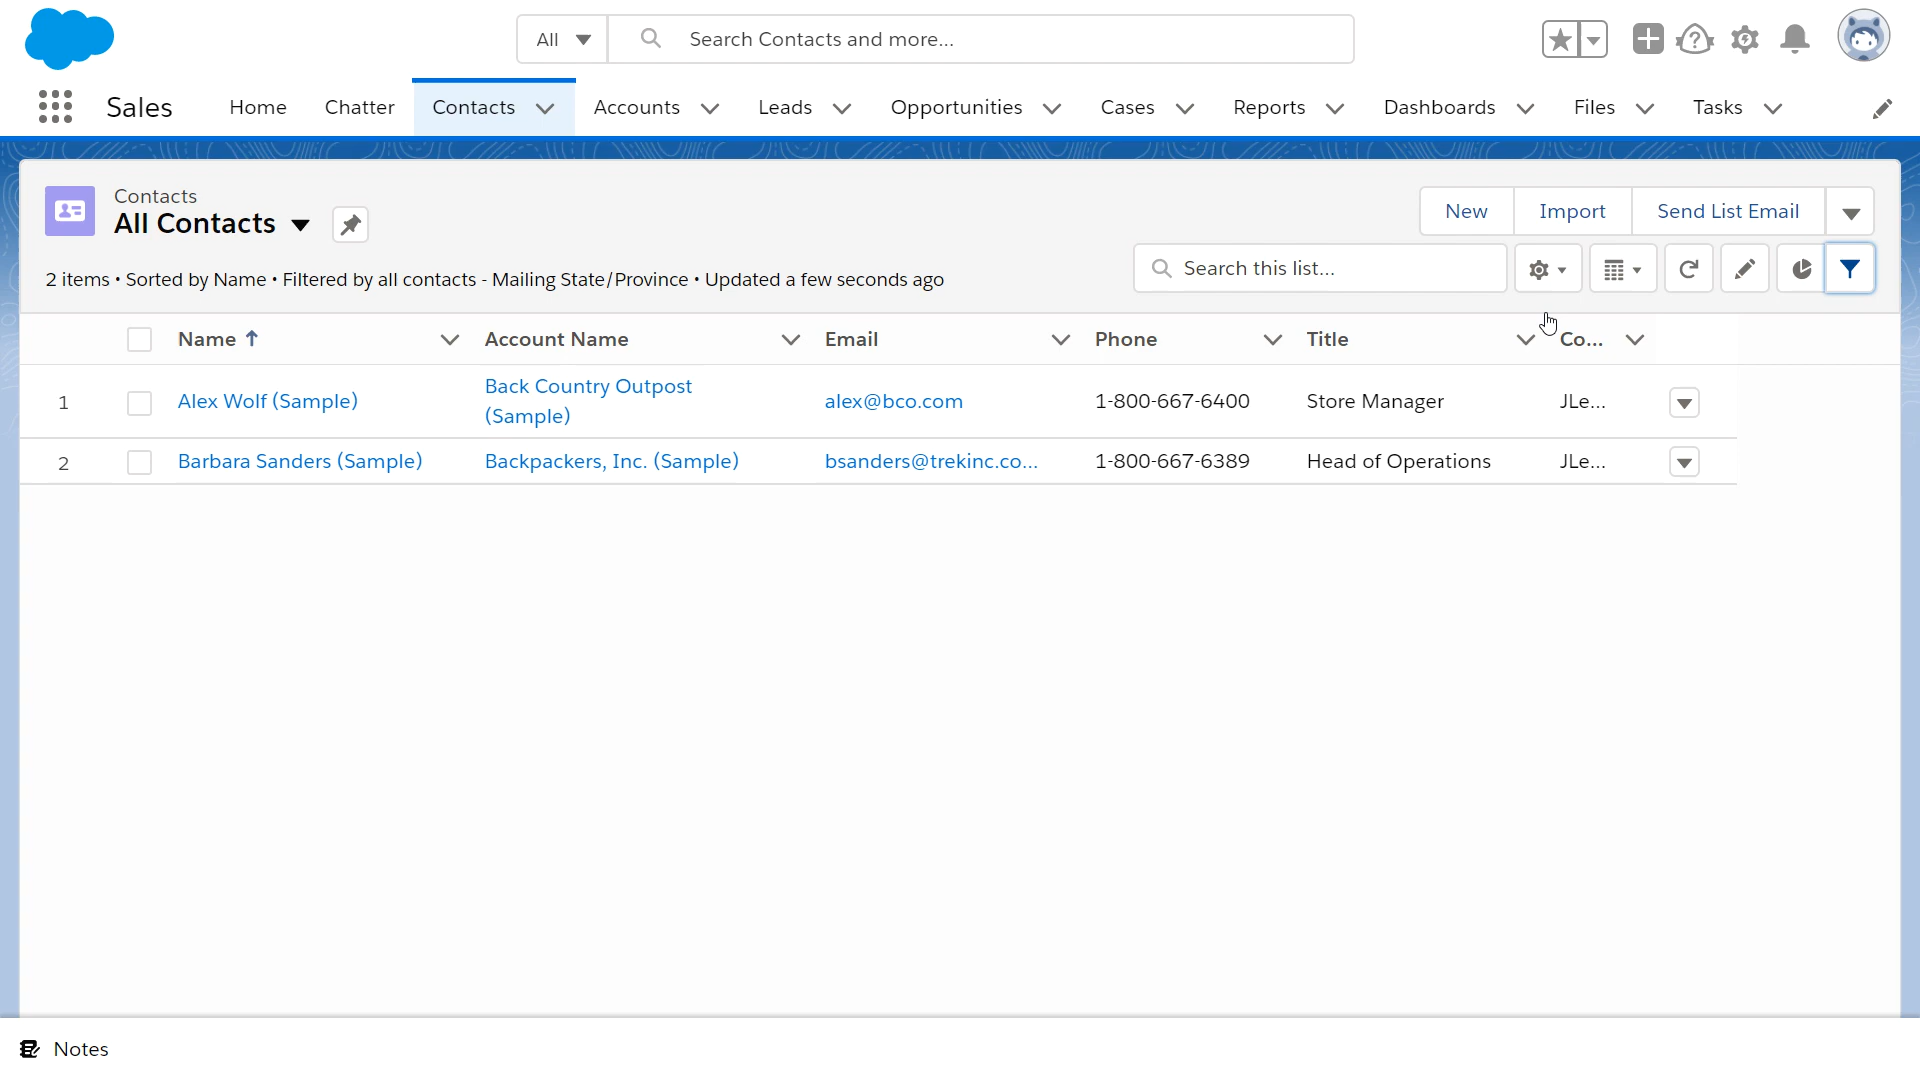 All
Search Contacts and more...
Sales
Home
Chatter
Contacts
Accounts
Leads
Opportunities
Cases
Reports
Dashboards
Files
Tasks
Contacts
All Contacts
New
Import
Send List Email
2 items • Sorted by Name • Filtered by all contacts - Mailing State/Province • Updated a few seconds ago
Search this list...
Name
Account Name
Email
Phone
Title
Co...
1
Alex Wolf (Sample)
Back Country Outpost
(Sample)
alex@bco.com
1-800-667-6400
Store Manager
JLe...
2
Barbara Sanders (Sample)
Backpackers, Inc. (Sample)
bsanders@trekinc.co...
1-800-667-6389
Head of Operations
JLe...
Notes